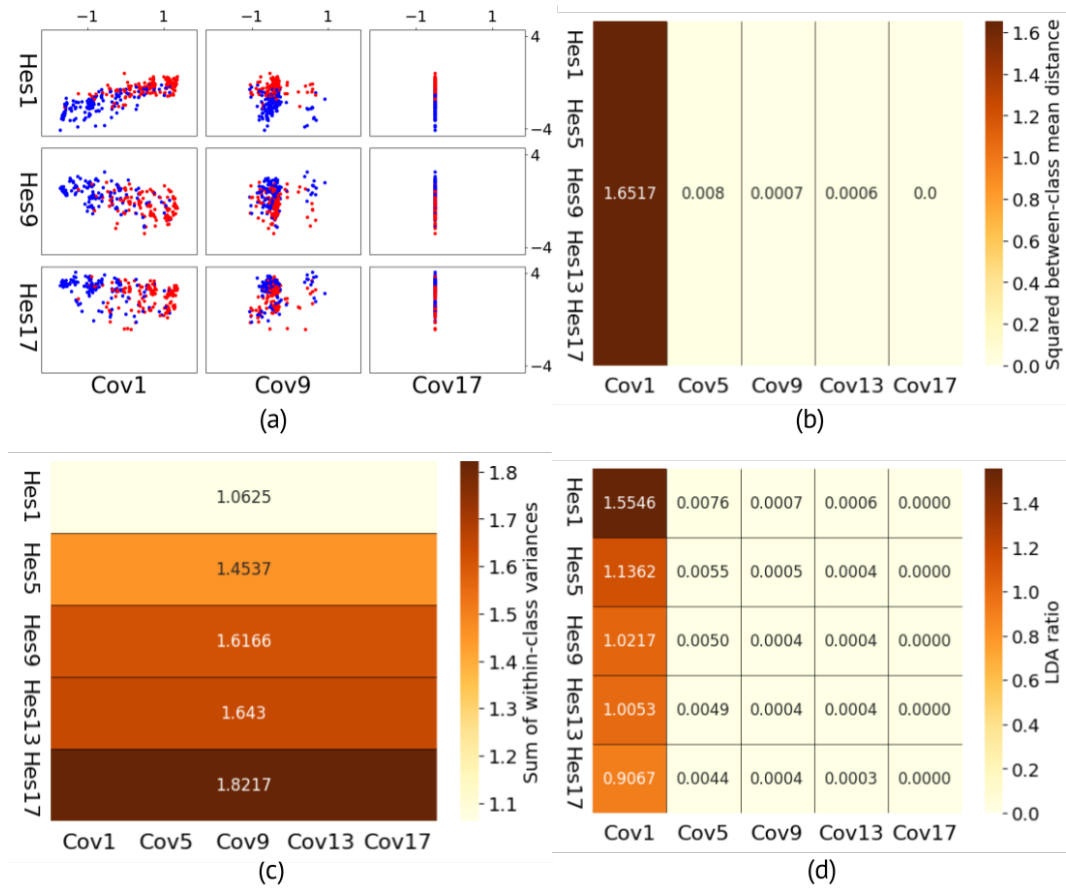 −1 1 −1 1 −1 1
Hes1
4
−4
Hes9
4
−4
Hes17
4
−4
Cov1 Cov9 Cov17
(a)
Hes1
Hes5
Hes9
Hes13
Hes17
1.6517 0.008 0.0007 0.0006 0.0
Cov1 Cov5 Cov9 Cov13 Cov17
1.6
1.4
1.2
1.0
0.8
0.6
0.4
0.2
0.0
Squared between-class mean distance
(b)
Hes1 1.0625
Hes5 1.4537
Hes9 1.6166
Hes13 1.643
Hes17 1.8217
Cov1 Cov5 Cov9 Cov13 Cov17
1.8
1.7
1.6
1.5
1.4
1.3
1.2
1.1
Sum of within-class variances
(c)
Hes1 1.5546 0.0076 0.0007 0.0006 0.0000
Hes5 1.1362 0.0055 0.0005 0.0004 0.0000
Hes9 1.0217 0.0050 0.0004 0.0004 0.0000
Hes13 1.0053 0.0049 0.0004 0.0004 0.0000
Hes17 0.9067 0.0044 0.0004 0.0003 0.0000
Cov1 Cov5 Cov9 Cov13 Cov17
1.4
1.2
1.0
0.8
0.6
0.4
0.2
0.0
LDA ratio
(d)